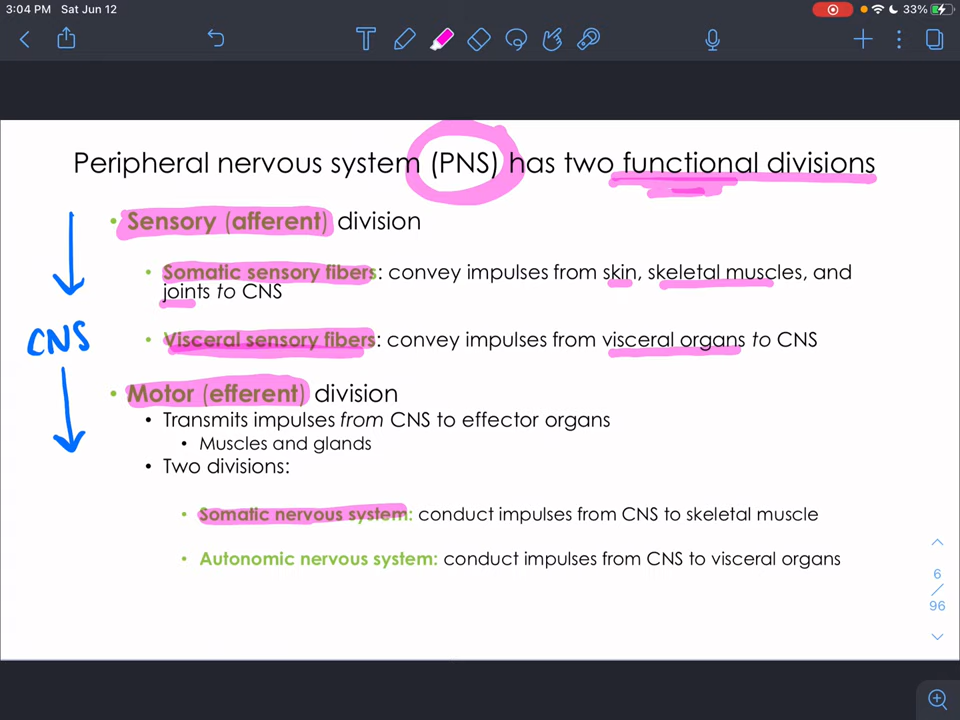 3:04 PM Sat Jun 12
33%
Peripheral nervous system (PNS) has two functional divisions
• Sensory (afferent) division
• Somatic sensory fibers: convey impulses from skin, skeletal muscles, and
joints to CNS
CNS
• Visceral sensory fibers: convey impulses from visceral organs to CNS
• Motor (efferent) division
• Transmits impulses from CNS to effector organs
• Muscles and glands
• Two divisions:
• Somatic nervous system: conduct impulses from CNS to skeletal muscle
• Autonomic nervous system: conduct impulses from CNS to visceral organs
6
/
96